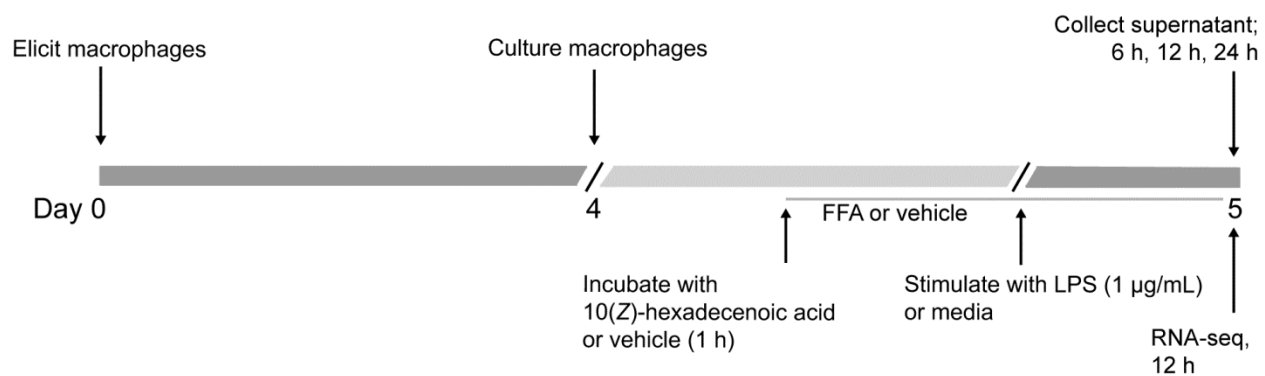 Elicit macrophages
Culture macrophages
Collect supernatant;
6 h, 12 h, 24 h
Day 0
4
5
FFA or vehicle
Incubate with
10(Z)-hexadecenoic acid
or vehicle (1 h)
Stimulate with LPS (1 µg/mL)
or media
RNA-seq,
12 h